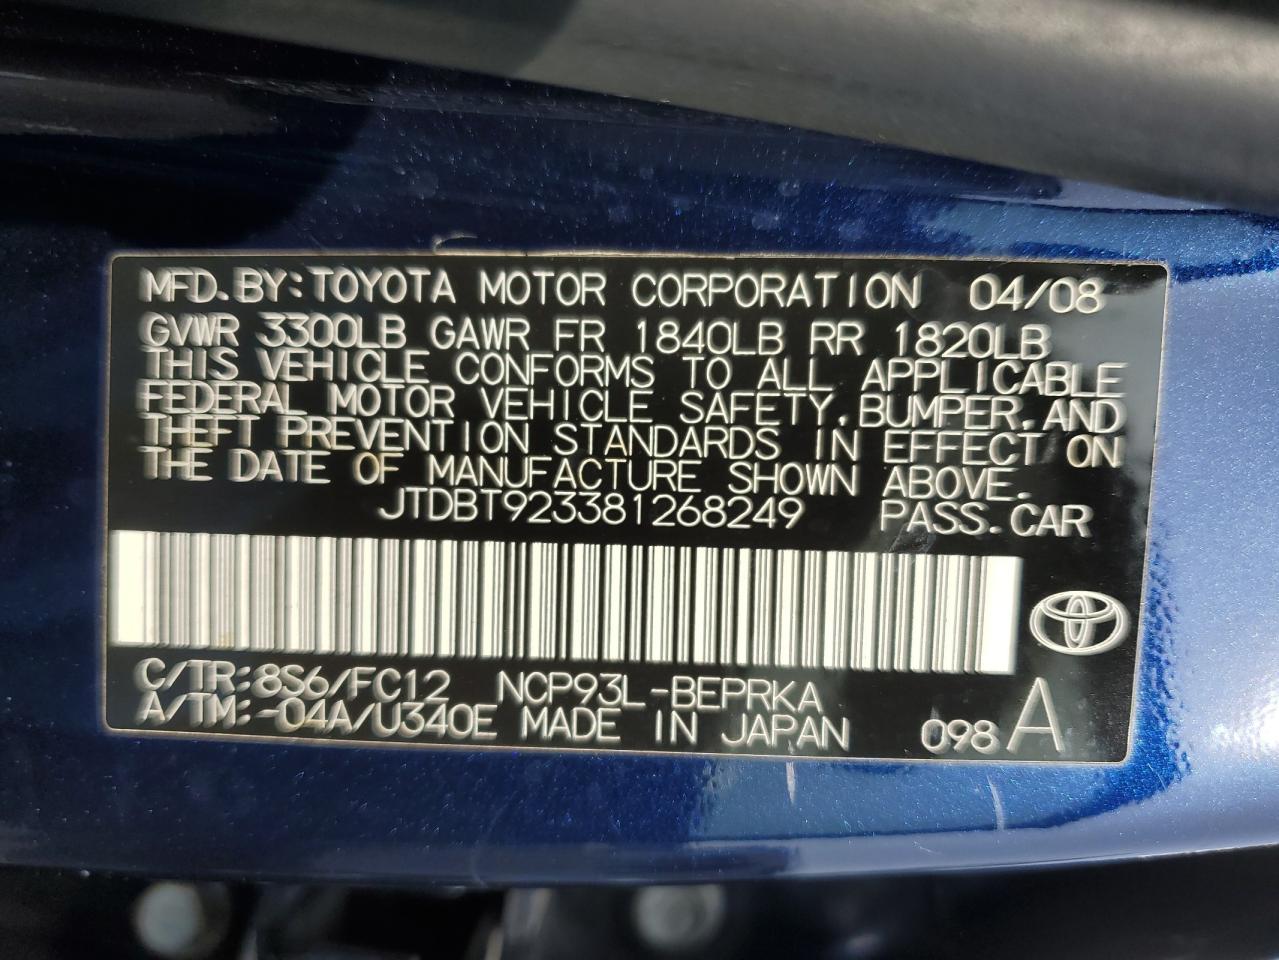 MFD.BY:TOYOTA MOTOR CORPORATION 04/08
GVWR 3300LB GAWR FR 1840LB RR 1820LB
THIS VEHICLE CONFORMS TO ALL APPLICABLE
FEDERAL MOTOR VEHICLE SAFETY,BUMPER,AND
THEFT PREVENTION STANDARDS IN EFFECT ON
THE DATE OF MANUFACTURE SHOWN ABOVE.
JTDBT923381268249 PASS.CAR
C/TR:8S6/FC12 NCP93L-BEPRKA
A/TM:-04A/U340E MADE IN JAPAN 098 A